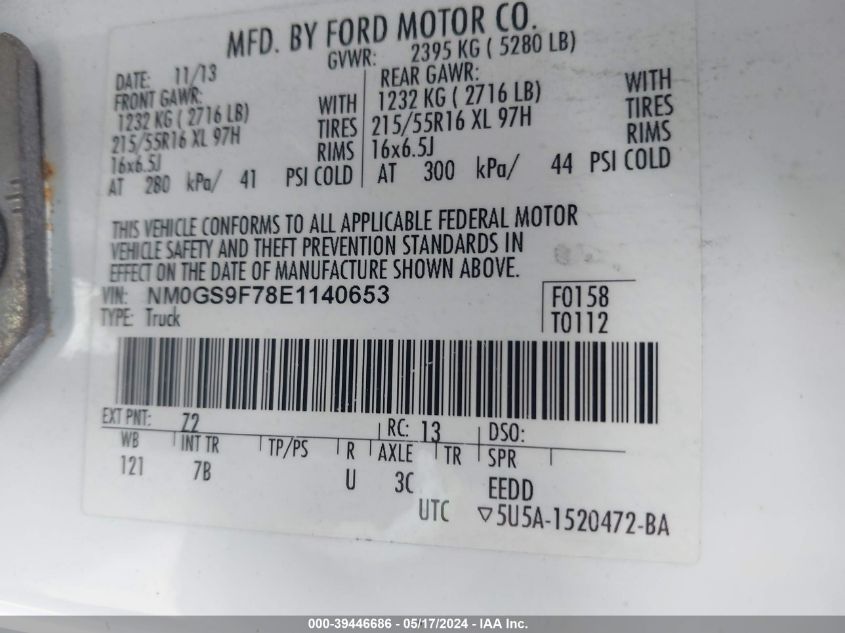 MFD. BY FORD MOTOR CO.
DATE: 11/13 GVWR: 2395 KG ( 5280 LB)
FRONT GAWR: REAR GAWR:
1232 KG ( 2716 LB) WITH 1232 KG ( 2716 LB) WITH
215/55R16 XL 97H TIRES 215/55R16 XL 97H TIRES
16x6.5J RIMS 16x6.5J RIMS
AT 280 kPa/ 41 PSI COLD AT 300 kPa/ 44 PSI COLD
THIS VEHICLE CONFORMS TO ALL APPLICABLE FEDERAL MOTOR
VEHICLE SAFETY AND THEFT PREVENTION STANDARDS IN
EFFECT ON THE DATE OF MANUFACTURE SHOWN ABOVE.
VIN: NM0GS9F78E1140653 F0158
TYPE: Truck T0112
EXT PNT: Z2 RC: 13 DSO:
WB INT TR TP/PS R AXLE TR SPR
121 7B U 3C EEDD
UTC ▽5U5A-1520472-BA
000-39446686 - 05/17/2024 - IAAI.com